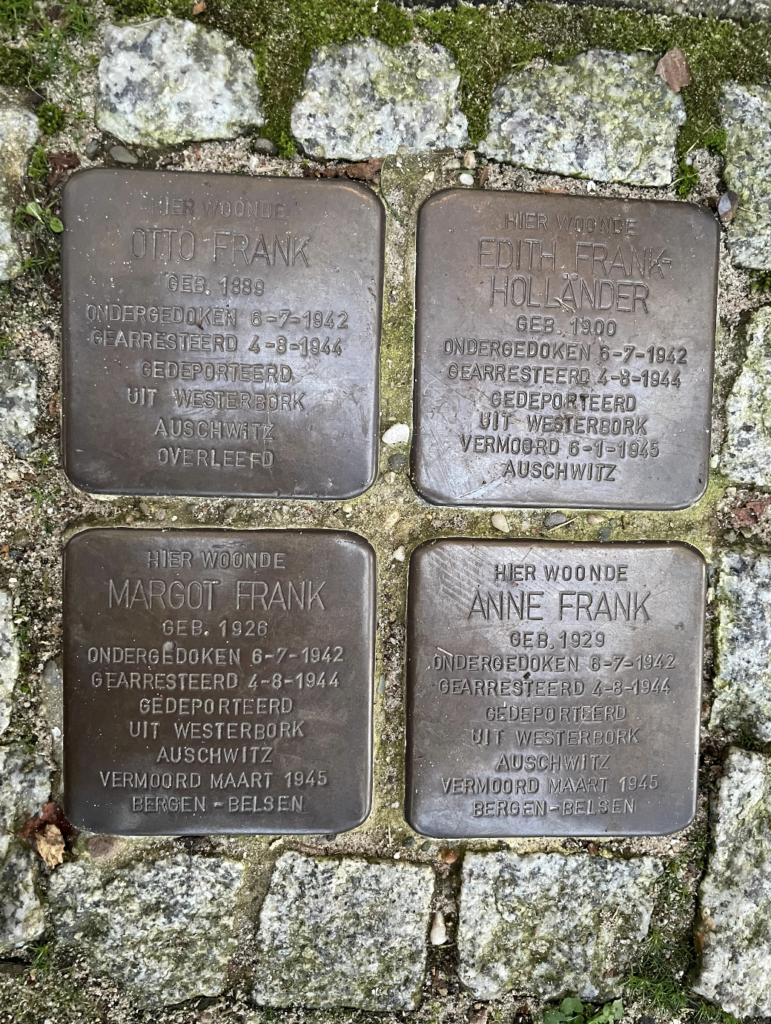 HIER WOONDE
OTTO FRANK
GEB. 1889
ONDERGEDOKEN 6-7-1942
GEARRESTEERD 4-8-1944
GEDEPORTEERD
UIT WESTERBORK
AUSCHWITZ
OVERLEEFD
HIER WOONDE
EDITH FRANK-
HOLLÄNDER
GEB. 1900
ONDERGEDOKEN 6-7-1942
GEARRESTEERD 4-8-1944
GEDEPORTEERD
UIT WESTERBORK
VERMOORD 6-1-1945
AUSCHWITZ
HIER WOONDE
MARGOT FRANK
GEB. 1926
ONDERGEDOKEN 6-7-1942
GEARRESTEERD 4-8-1944
GEDEPORTEERD
UIT WESTERBORK
AUSCHWITZ
VERMOORD MAART 1945
BERGEN-BELSEN
HIER WOONDE
ANNE FRANK
GEB. 1929
ONDERGEDOKEN 6-7-1942
GEARRESTEERD 4-8-1944
GEDEPORTEERD
UIT WESTERBORK
AUSCHWITZ
VERMOORD MAART 1945
BERGEN-BELSEN